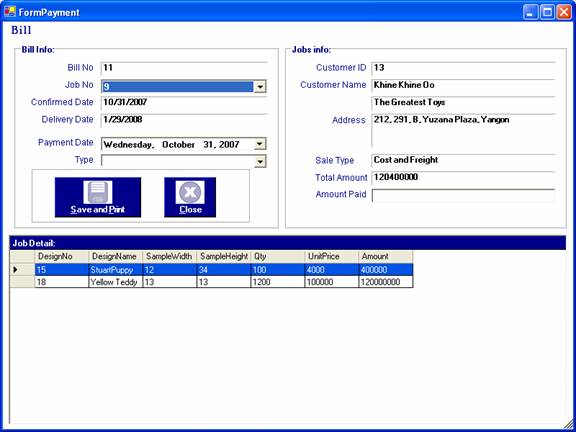 FormPayment
Bill
Bill Info:
Bill No 11
Job No 9
Confirmed Date 10/31/2007
Delivery Date 1/29/2008
Payment Date Wednesday, October 31, 2007
Type
Save and Print Close
Jobs info:
Customer ID 13
Customer Name Khine Khine Oo
The Greatest Toys
Address 212, 291, B, Yuzana Plaza, Yangon
Sale Type Cost and Freight
Total Amount 120400000
Amount Paid
Job Detail:
DesignNo DesignName SampleWidth SampleHeight Qty UnitPrice Amount
15 StuartPuppy 12 34 100 4000 400000
18 Yellow Teddy 13 13 1200 100000 120000000